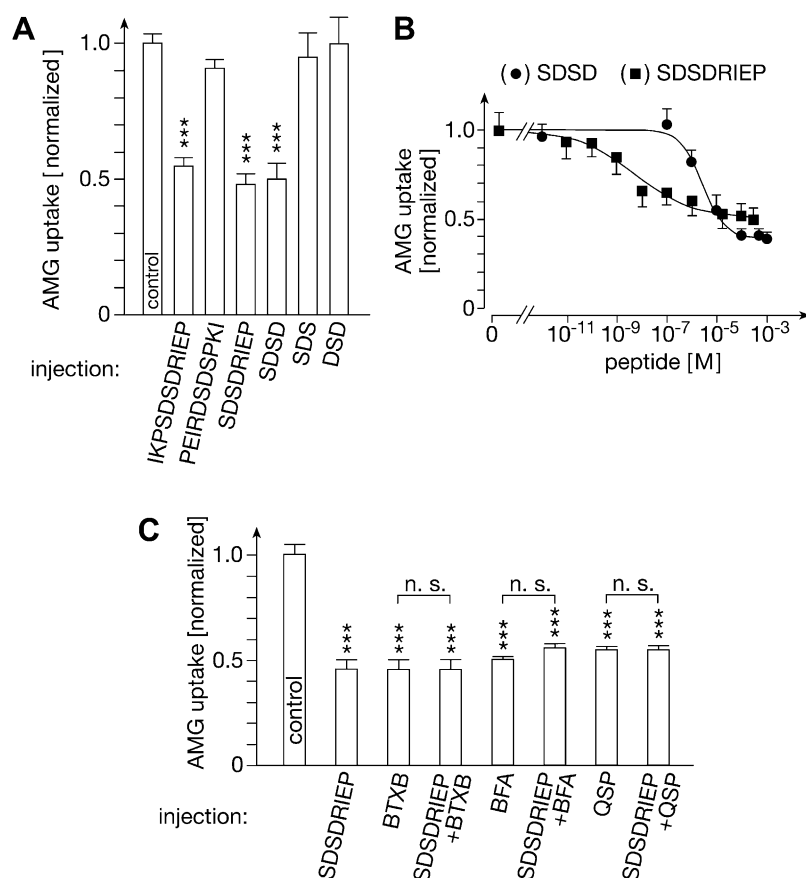 A
AMG uptake [normalized]
1.0
0.5
0
control
***
***
***
injection:
IKPSDSDRIEP
PEIRDSDSPKI
SDSDRIEP
SDSD
SDS
DSD
B
(●) SDSD (■) SDSDRIEP
AMG uptake
[normalized]
1.0
0.5
0
0 10⁻¹¹ 10⁻⁹ 10⁻⁷ 10⁻⁵ 10⁻³
peptide [M]
C
AMG uptake [normalized]
1.0
0.5
0
control
n. s. n. s. n. s.
*** *** *** *** *** *** ***
injection:
SDSDRIEP
BTXB
SDSDRIEP
+BTXB
BFA
SDSDRIEP
+BFA
QSP
SDSDRIEP
+QSP